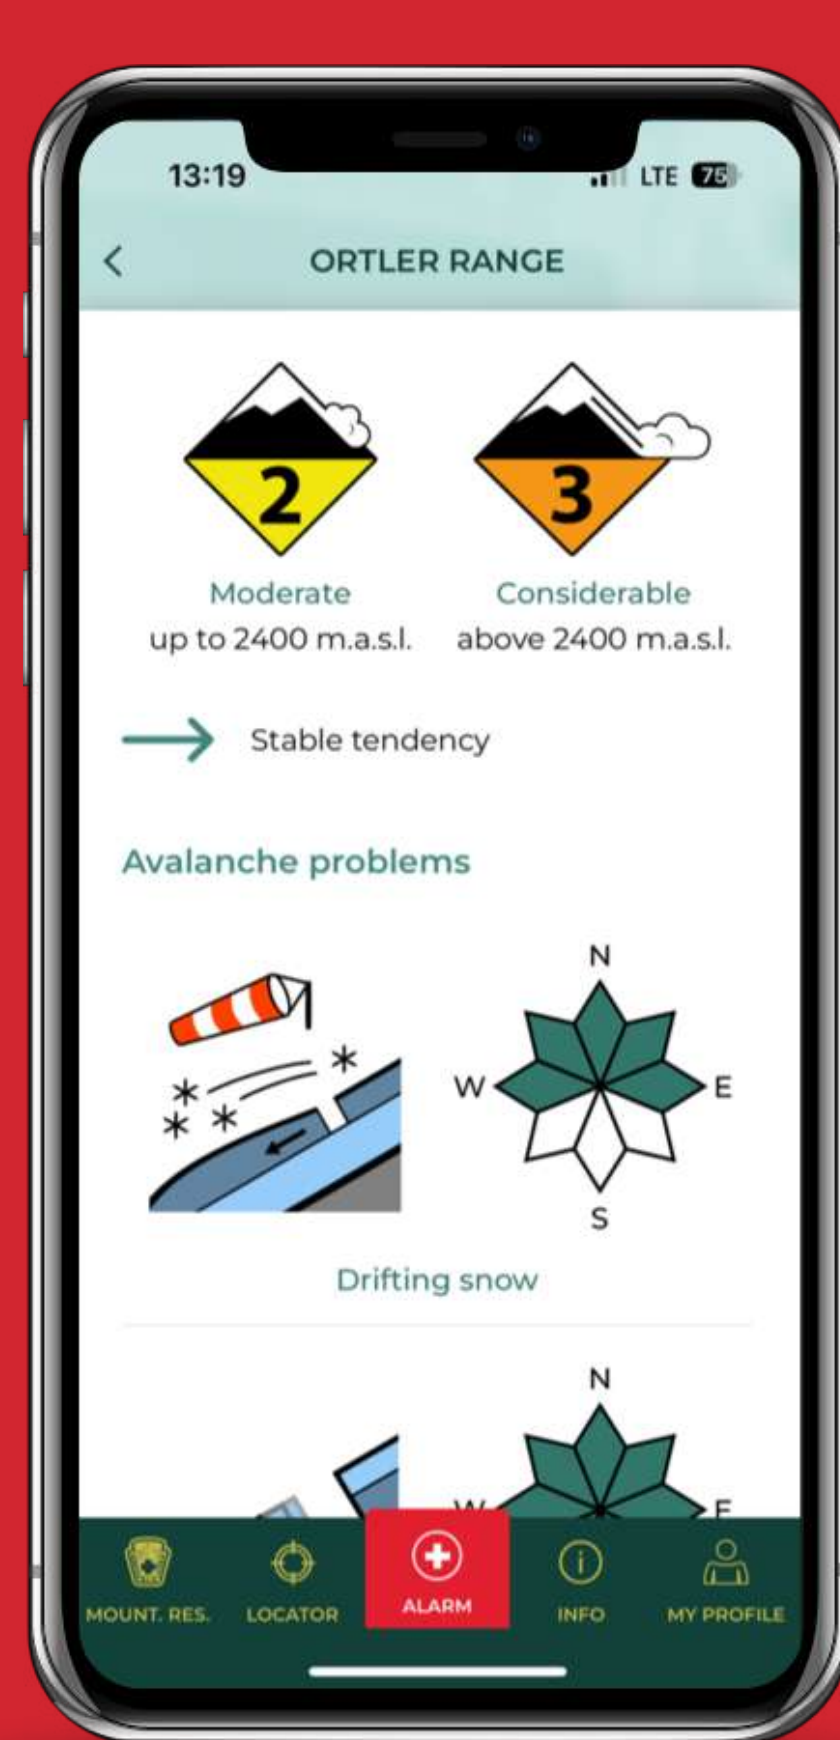 13:19
LTE 75
ORTLER RANGE
2
3
Moderate
Considerable
up to 2400 m.a.s.l.
above 2400 m.a.s.l.
Stable tendency
Avalanche problems
N
W
E
S
Drifting snow
N
W
E
MOUNT. RES.
LOCATOR
ALARM
INFO
MY PROFILE